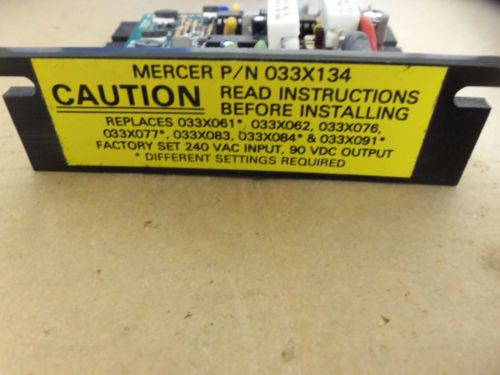 MERCER P/N 033X134
CAUTION READ INSTRUCTIONS
BEFORE INSTALLING
REPLACES 033X061*, 033X062, 033X076,
033X077*, 033X083, 033X084* & 033X091*
FACTORY SET 240 VAC INPUT, 90 VDC OUTPUT
* DIFFERENT SETTINGS REQUIRED